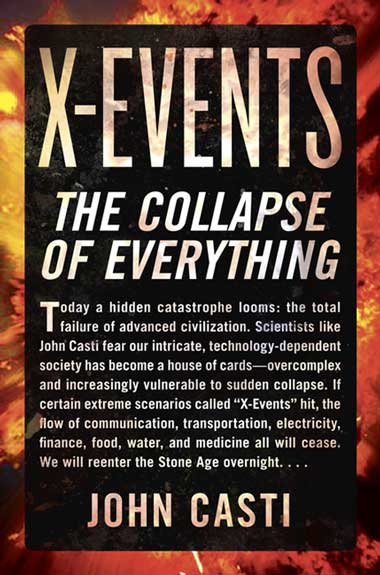 X-EVENTS
THE COLLAPSE
OF EVERYTHING
Today a hidden catastrophe looms: the total
failure of advanced civilization. Scientists like
John Casti fear our intricate, technology-dependent
society has become a house of cards—overcomplex
and increasingly vulnerable to sudden collapse. If
certain extreme scenarios called “X-Events” hit, the
flow of communication, transportation, electricity,
finance, food, water, and medicine all will cease.
We will reenter the Stone Age overnight. . . .
JOHN CASTI